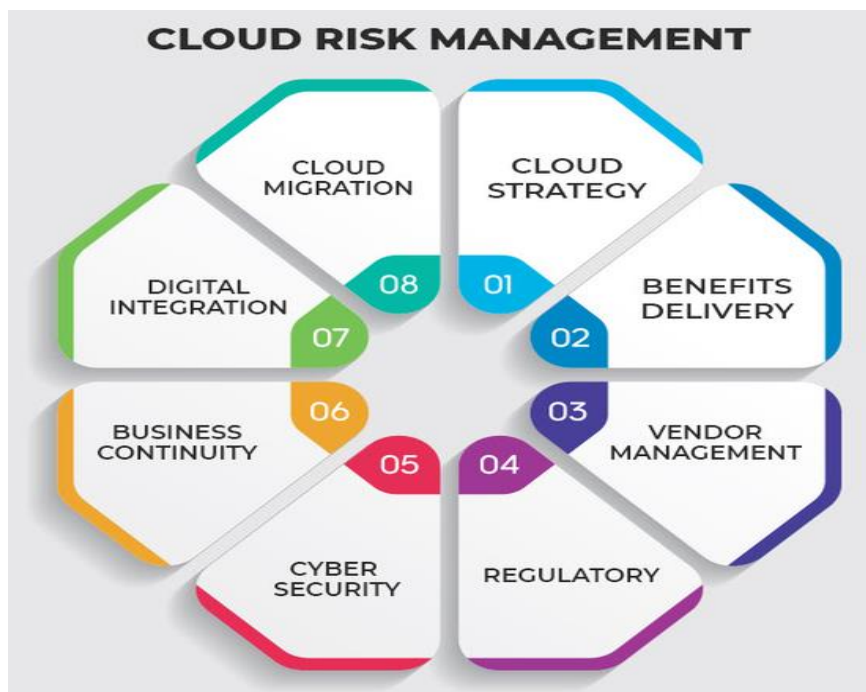 CLOUD RISK MANAGEMENT
01
CLOUD
STRATEGY
02
BENEFITS
DELIVERY
03
VENDOR
MANAGEMENT
04
REGULATORY
05
CYBER
SECURITY
06
BUSINESS
CONTINUITY
07
DIGITAL
INTEGRATION
08
CLOUD
MIGRATION